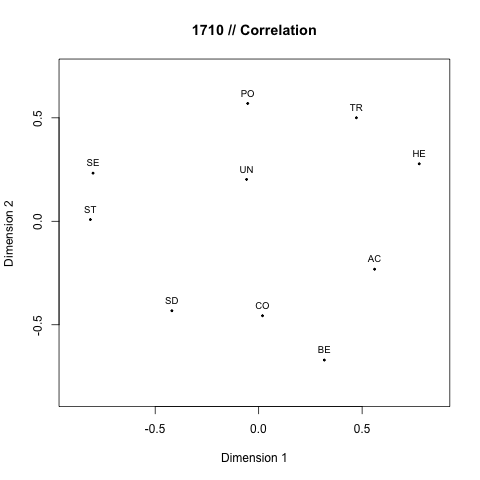 1710 // Correlation
PO
TR
HE
SE
UN
ST
AC
SD
CO
BE
0.5
0.0
-0.5
Dimension 2
-0.5
0.0
0.5
Dimension 1